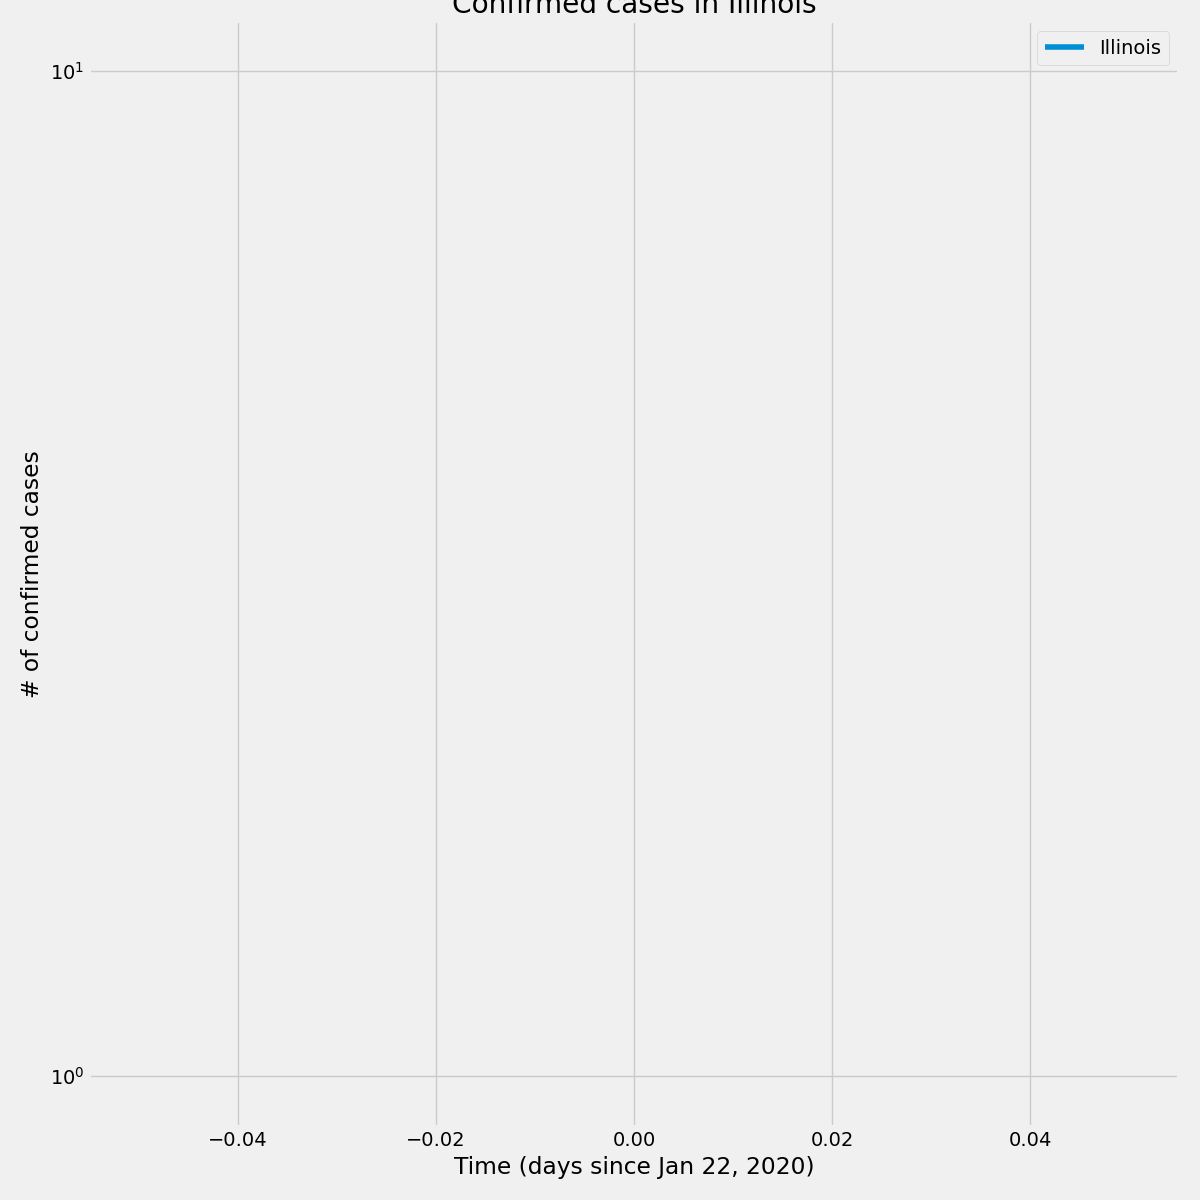 Confirmed cases in Illinois
Illinois
10¹
# of confirmed cases
10⁰
−0.04 −0.02 0.00 0.02 0.04
Time (days since Jan 22, 2020)